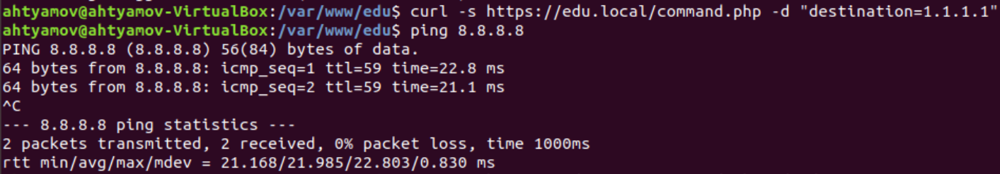 ahtyamov@ahtyamov-VirtualBox:/var/www/edu$ curl -s https://edu.local/command.php -d "destination=1.1.1.1"
ahtyamov@ahtyamov-VirtualBox:/var/www/edu$ ping 8.8.8.8
PING 8.8.8.8 (8.8.8.8) 56(84) bytes of data.
64 bytes from 8.8.8.8: icmp_seq=1 ttl=59 time=22.8 ms
64 bytes from 8.8.8.8: icmp_seq=2 ttl=59 time=21.1 ms
^C
--- 8.8.8.8 ping statistics ---
2 packets transmitted, 2 received, 0% packet loss, time 1000ms
rtt min/avg/max/mdev = 21.168/21.985/22.803/0.830 ms